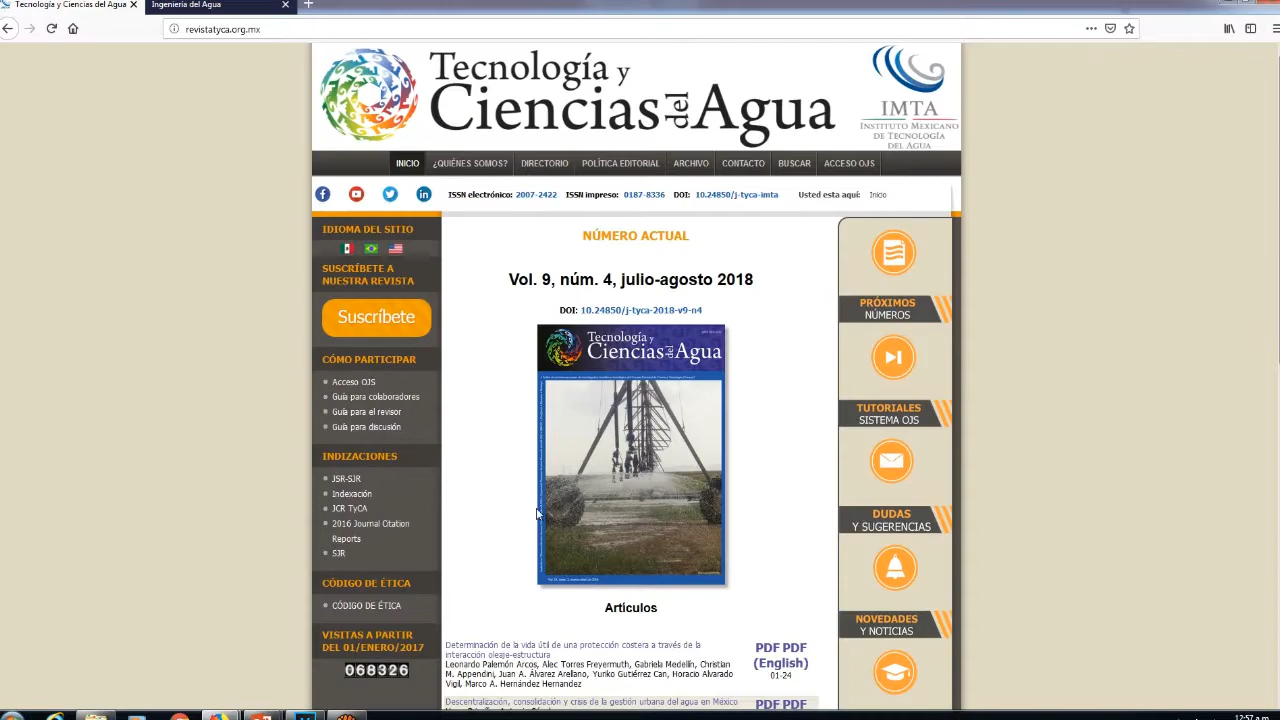 Tecnología y Ciencias del Agua
Ingeniería del Agua
revistatyca.org.mx
Tecnología y
Ciencias del Agua
IMTA
INSTITUTO MEXICANO
DE TECNOLOGÍA
DEL AGUA
INICIO ¿QUIÉNES SOMOS? DIRECTORIO POLÍTICA EDITORIAL ARCHIVO CONTACTO BUSCAR ACCESO OJS
ISSN electrónico: 2007-2422 ISSN impreso: 0187-8336 DOI: 10.24850/j-tyca-imta Usted esta aquí: Inicio
IDIOMA DEL SITIO
SUSCRÍBETE A
NUESTRA REVISTA
Suscríbete
CÓMO PARTICIPAR
Acceso OJS
Guía para colaboradores
Guía para el revisor
Guía para discusión
INDIZACIONES
JSR-SJR
Indexación
JCR TyCA
2016 Journal Citation
Reports
SJR
CÓDIGO DE ÉTICA
CÓDIGO DE ÉTICA
VISITAS A PARTIR
DEL 01/ENERO/2017
068326
NÚMERO ACTUAL
Vol. 9, núm. 4, julio-agosto 2018
DOI: 10.24850/j-tyca-2018-v9-n4
Tecnología y
Ciencias del Agua
Artículos
Determinación de la vida útil de una protección costera a través de la
interacción oleaje-estructura
Leonardo Palemón Arcos, Alec Torres Freyermuth, Gabriela Medellín, Christian
M. Appendini, Juan A. Álvarez Arellano, Yuriko Gutiérrez Can, Horacio Alvarado
Vigil, Marco A. Hernández Hernandez
PDF PDF
(English)
01-24
Descentralización, consolidación y crisis de la gestión urbana del agua en México
PDF PDF
PRÓXIMOS
NÚMEROS
TUTORIALES
SISTEMA OJS
DUDAS
Y SUGERENCIAS
NOVEDADES
Y NOTICIAS
12:57 a.m.